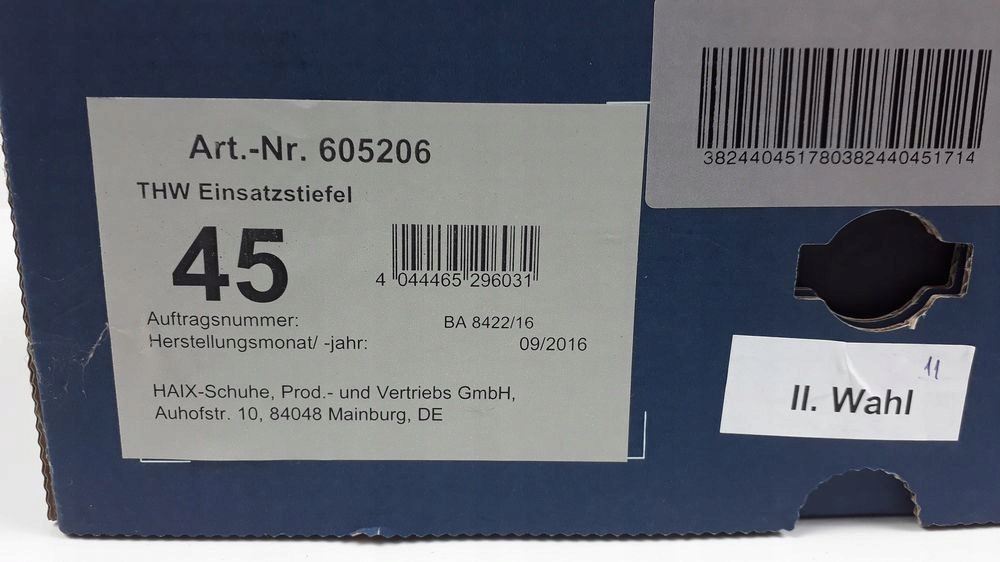 Art.-Nr. 605206
THW Einsatzstiefel
45
4 044465 296031
Auftragsnummer: BA 8422/16
Herstellungsmonat/ -jahr: 09/2016
HAIX-Schuhe, Prod.- und Vertriebs GmbH,
Auhofstr. 10, 84048 Mainburg, DE
3824404517803824404517​14
11
II. Wahl